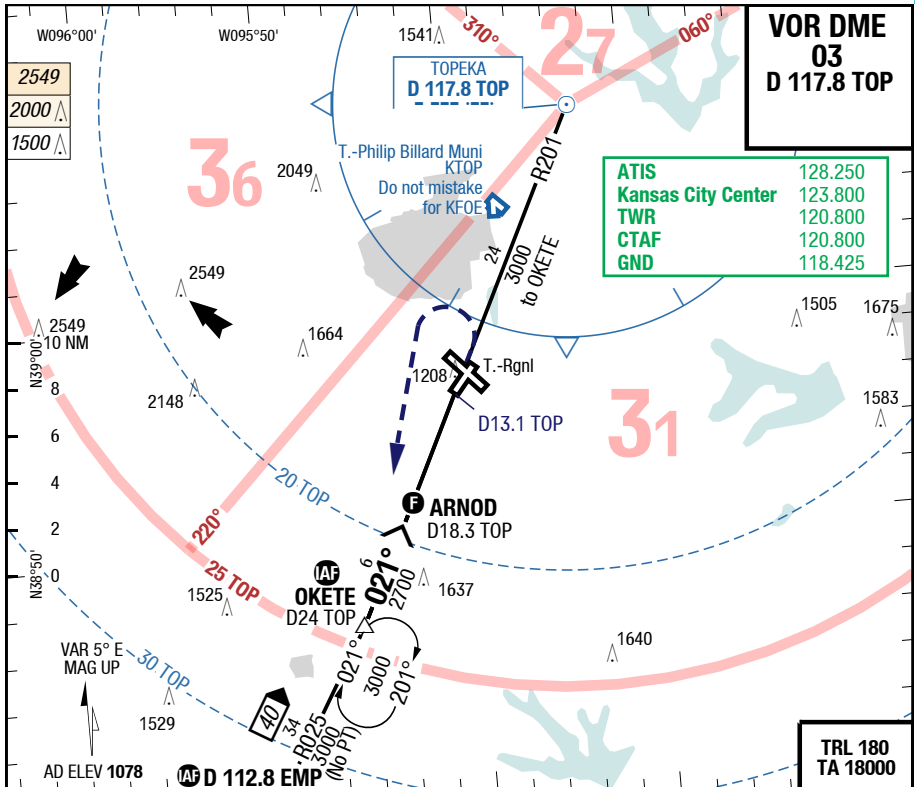 W096°00'
W095°50'
1541
310°
27
060°
VOR DME
03
D 117.8 TOP
2549
2000
1500
TOPEKA
D 117.8 TOP
36
2049
T.-Philip Billard Muni
KTOP
Do not mistake
for KFOE
R201
24
3000
to OKETE
ATIS 128.250
Kansas City Center 123.800
TWR 120.800
CTAF 120.800
GND 118.425
2549
2549
1664
1505
1675
10 NM
N39°00'
8
2148
1208
T.-Rgnl
1583
6
D13.1 TOP
31
4
20 TOP
ARNOD
F
D18.3 TOP
2
220°
0
N38°50'
25 TOP
IAF
OKETE
D24 TOP
6
021°
2700
1637
1525
1640
VAR 5° E
MAG UP
30 TOP
021°
3000
201°
1529
40
34
R025
3000
(No PT)
AD ELEV 1078
IAF D 112.8 EMP
TRL 180
TA 18000